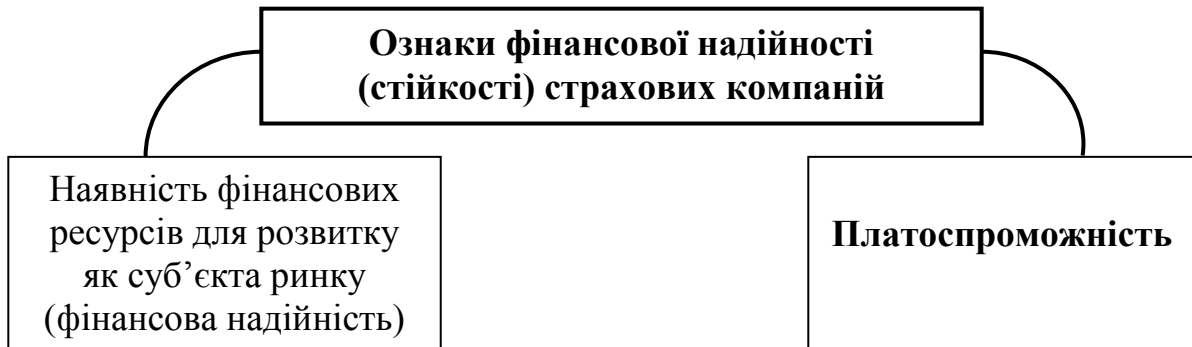 Ознаки фінансової надійності
(стійкості) страхових компаній
Наявність фінансових
ресурсів для розвитку
як суб’єкта ринку
(фінансова надійність)
Платоспроможність